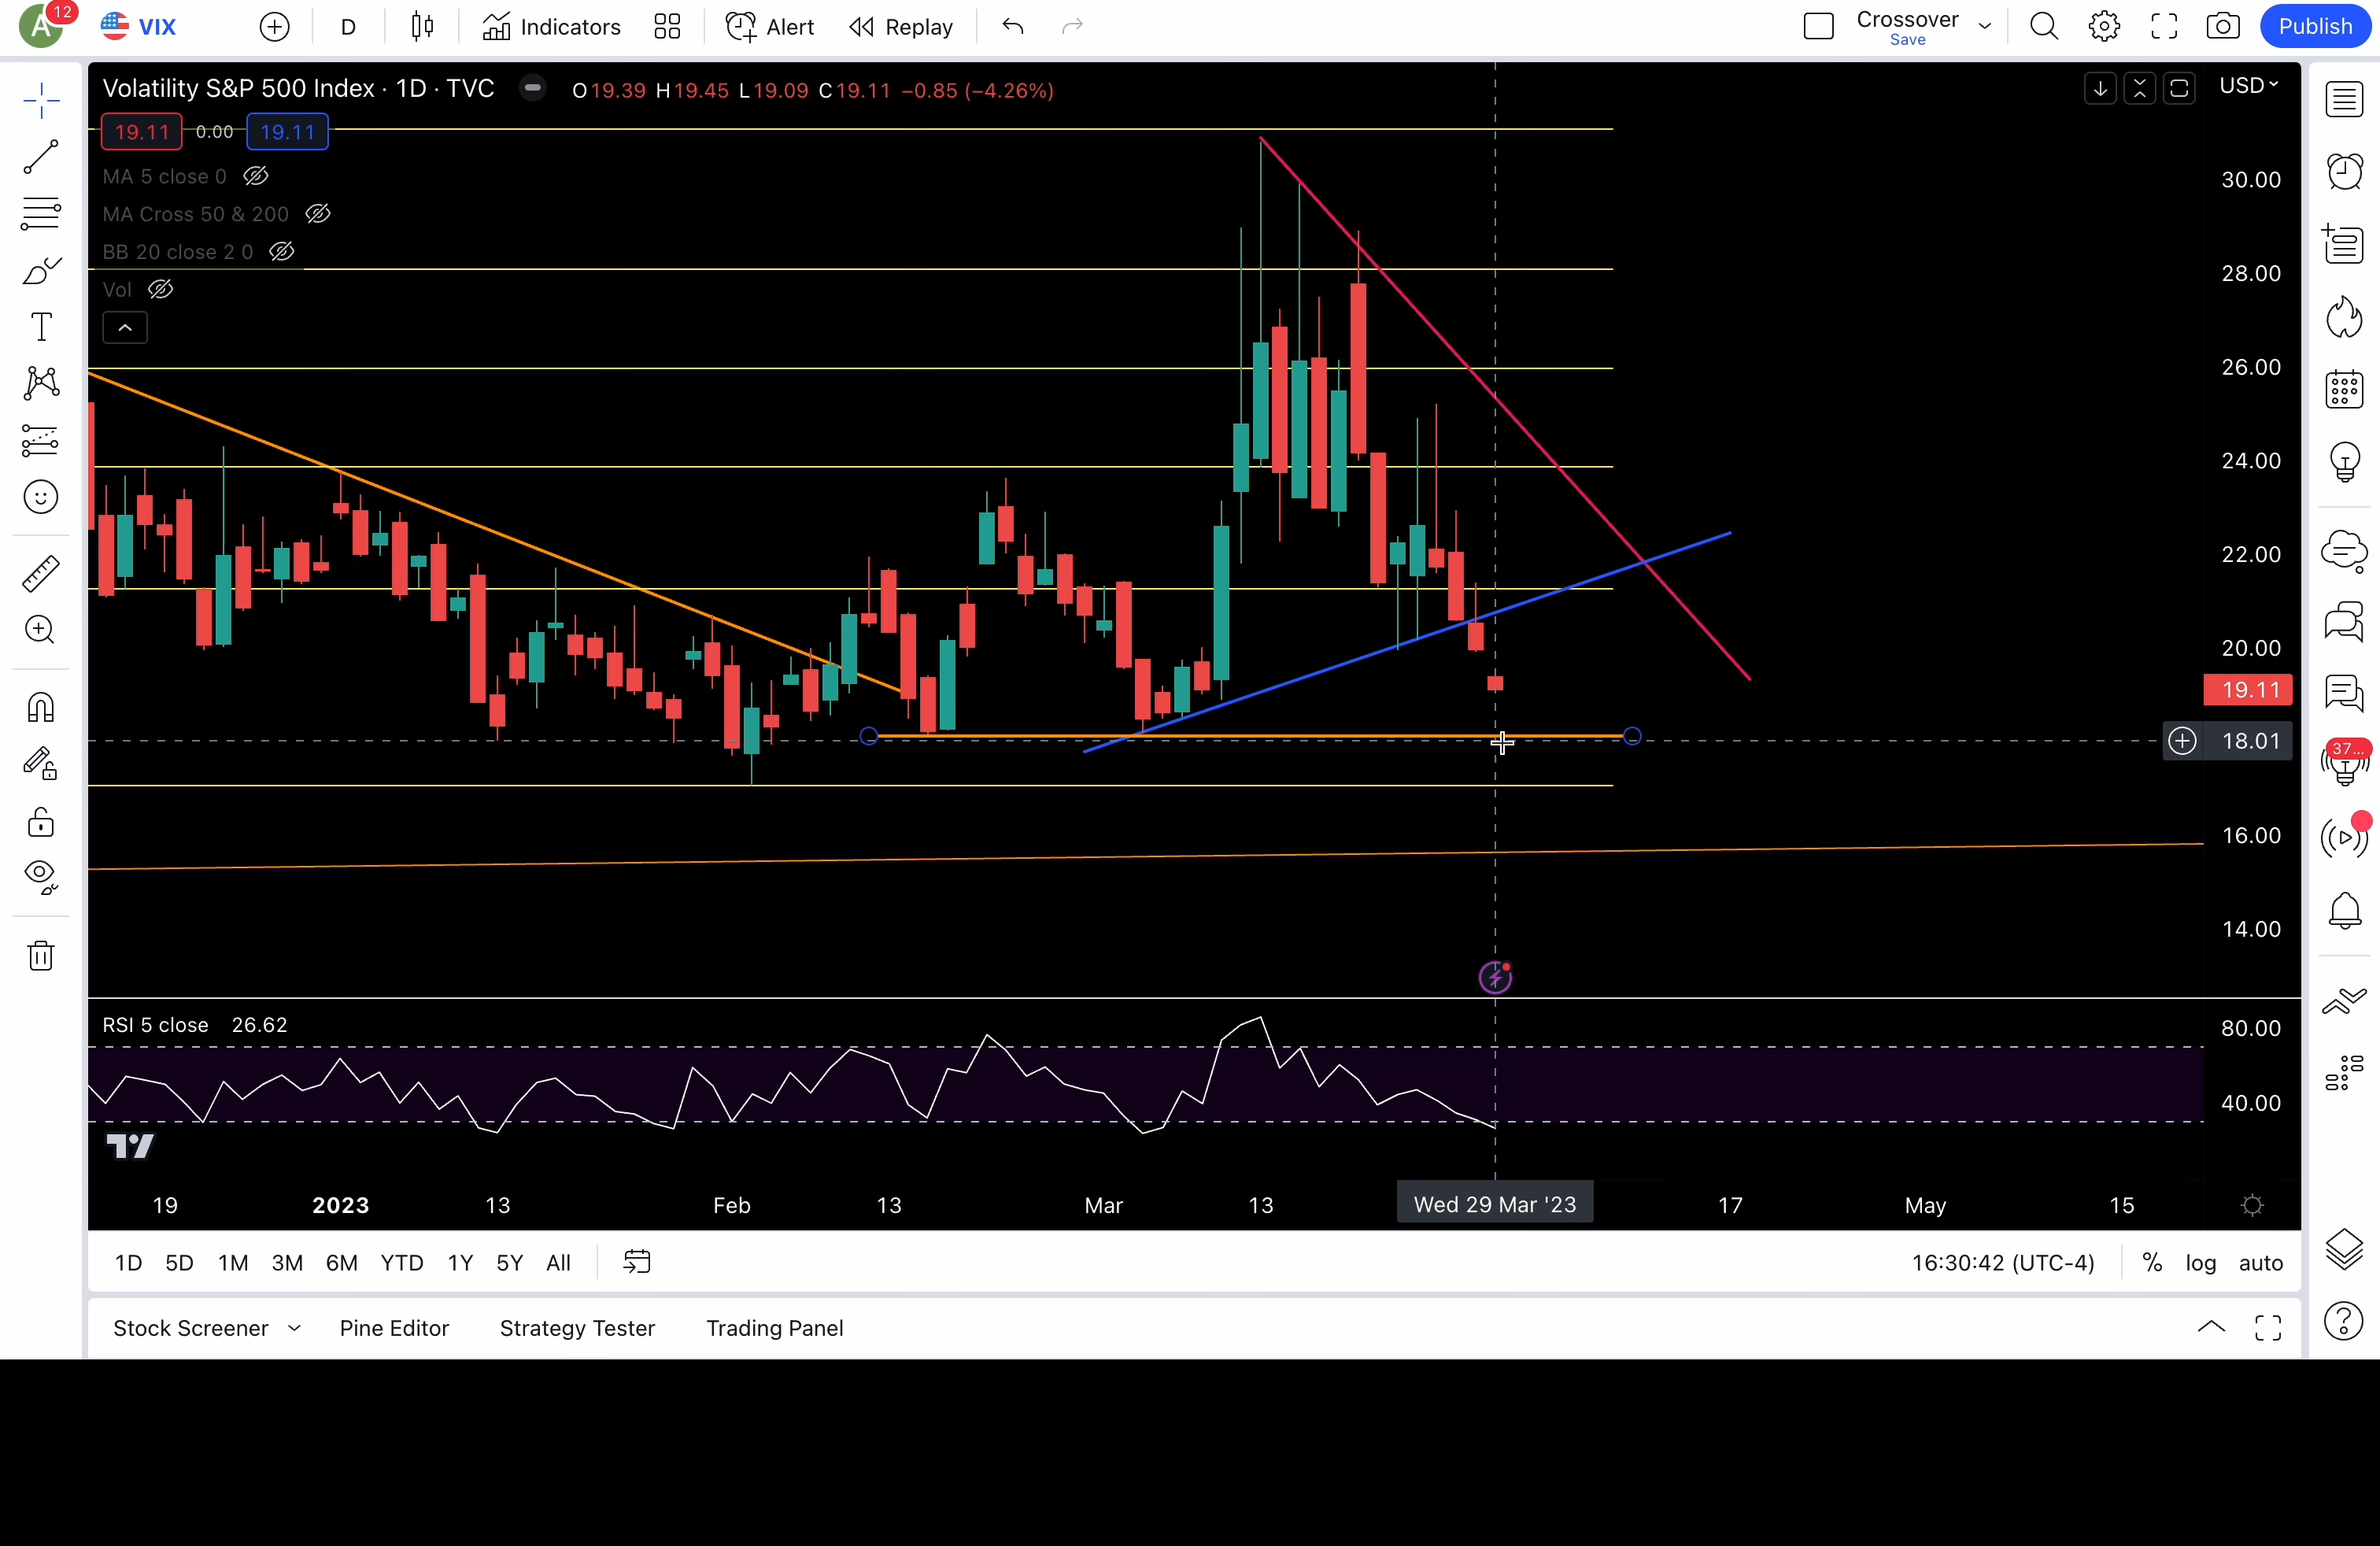 A 12 VIX D Indicators Alert Replay Crossover Save Publish
Volatility S&P 500 Index · 1D · TVC O19.39 H19.45 L19.09 C19.11 −0.85 (−4.26%) USD
19.11 0.00 19.11
MA 5 close 0
MA Cross 50 & 200
BB 20 close 2 0
Vol
30.00
28.00
26.00
24.00
22.00
20.00
19.11
18.01
37...
16.00
14.00
RSI 5 close 26.62
80.00
40.00
19 2023 13 Feb 13 Mar 13 Wed 29 Mar '23 17 May 15
1D 5D 1M 3M 6M YTD 1Y 5Y All 16:30:42 (UTC-4) % log auto
Stock Screener Pine Editor Strategy Tester Trading Panel